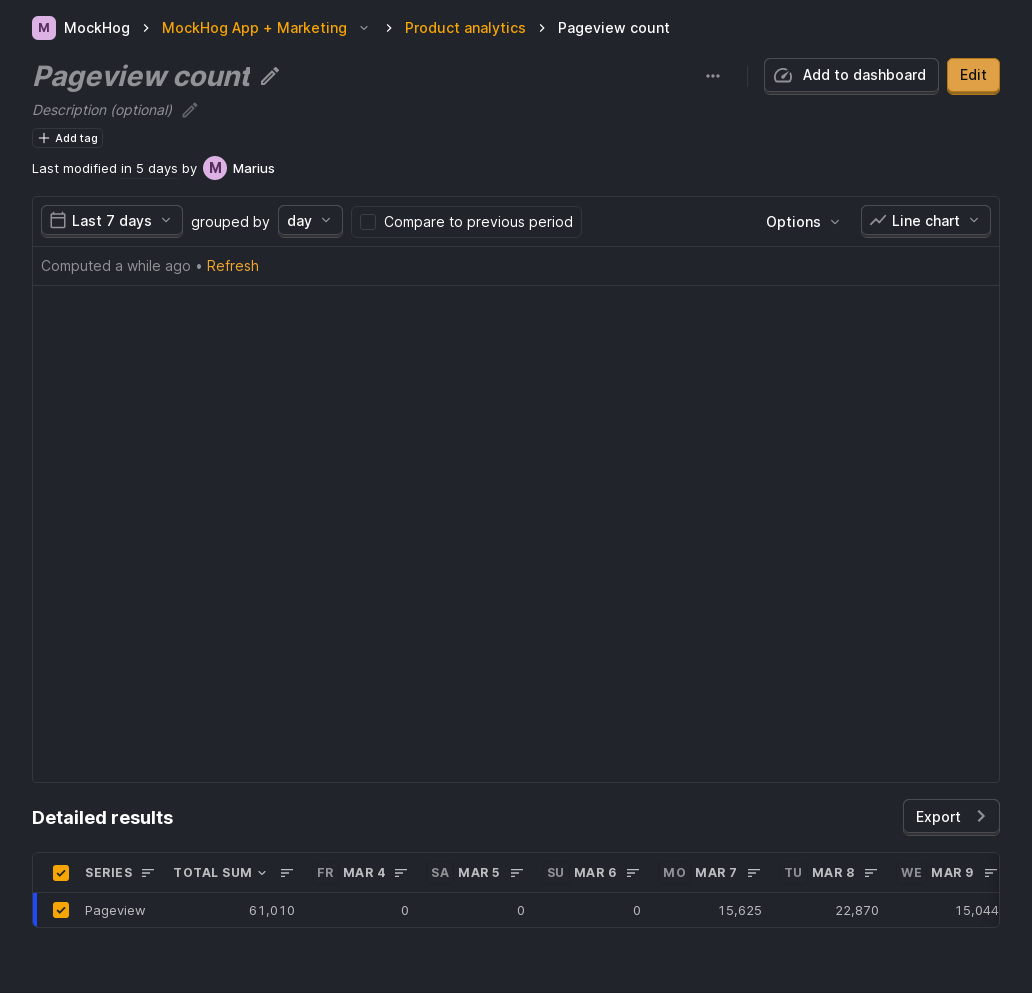 M MockHog MockHog App + Marketing Product analytics Pageview count
Pageview count
Add to dashboard Edit
Description (optional)
Add tag
Last modified in 5 days by M Marius
Last 7 days grouped by day Compare to previous period Options Line chart
Computed a while ago • Refresh
Detailed results
Export
SERIES TOTAL SUM FR MAR 4 SA MAR 5 SU MAR 6 MO MAR 7 TU MAR 8 WE MAR 9
Pageview 61,010 0 0 0 15,625 22,870 15,044